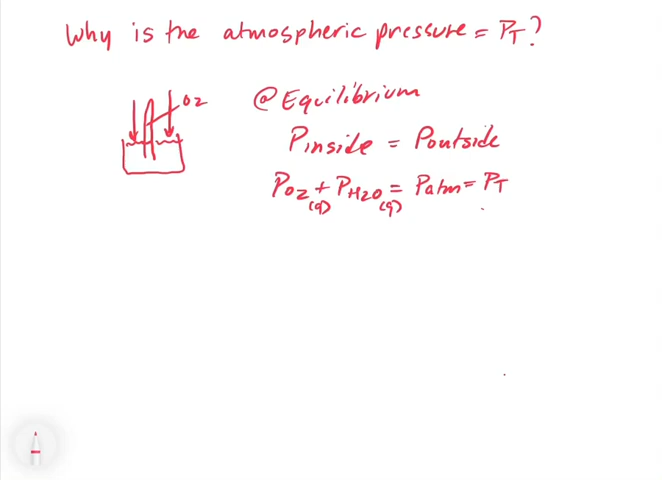 Why is the atmospheric pressure = PT?
O2
@ Equilibrium
Pinside = Poutside
PO2(g) + PH2O(g) = Patm = PT